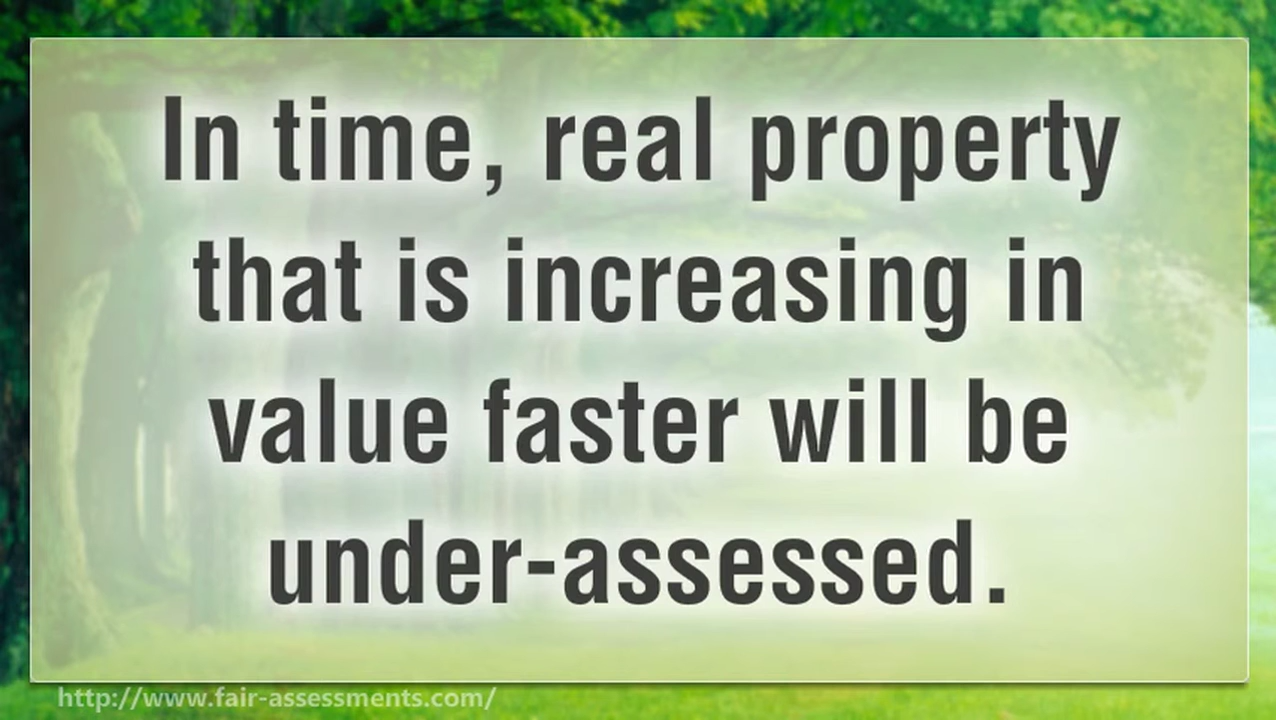 In time, real property
that is increasing in
value faster will be
under-assessed.
http://www.fair-assessments.com/